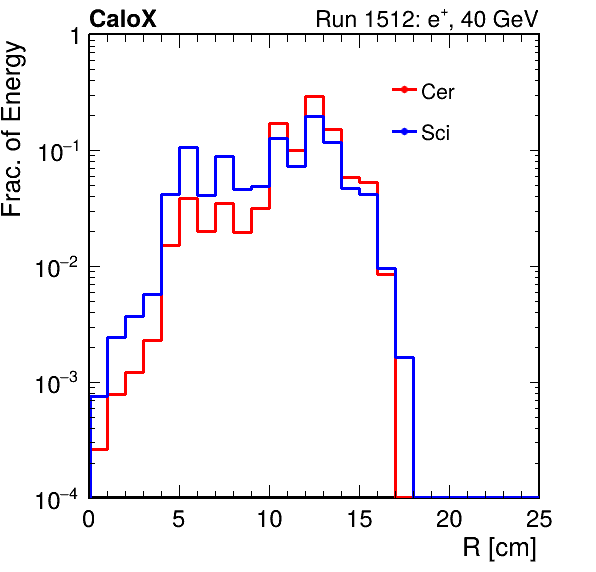 CaloX Run 1512: e⁺, 40 GeV
Frac. of Energy
1
10⁻¹
10⁻²
10⁻³
10⁻⁴
Cer
Sci
0 5 10 15 20 25
R [cm]